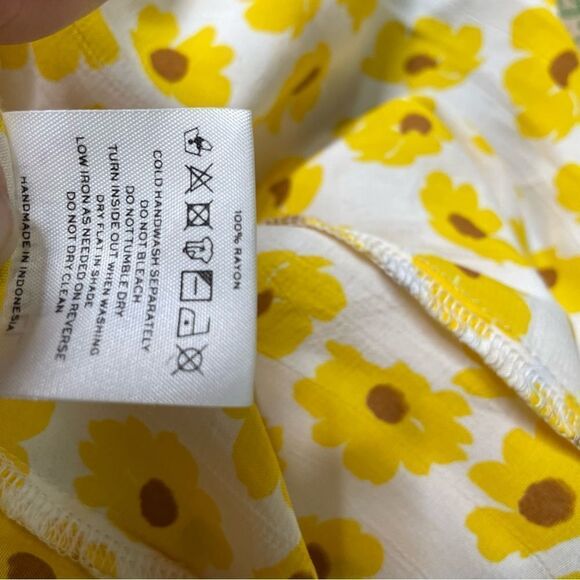 100% RAYON
COLD HANDWASH SEPARATELY
DO NOT BLEACH
DO NOT TUMBLE DRY
TURN INSIDE OUT WHEN WASHING
DRY FLAT IN SHADE
LOW IRON AS NEEDED ON REVERSE
DO NOT DRY CLEAN
HANDMADE IN INDONESIA